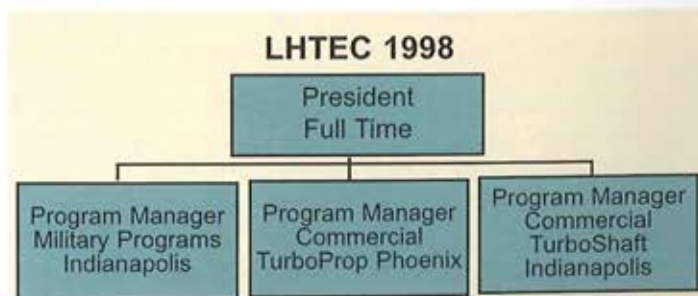 LHTEC 1998
President
Full Time
Program Manager
Military Programs
Indianapolis
Program Manager
Commercial
TurboProp Phoenix
Program Manager
Commercial
TurboShaft
Indianapolis